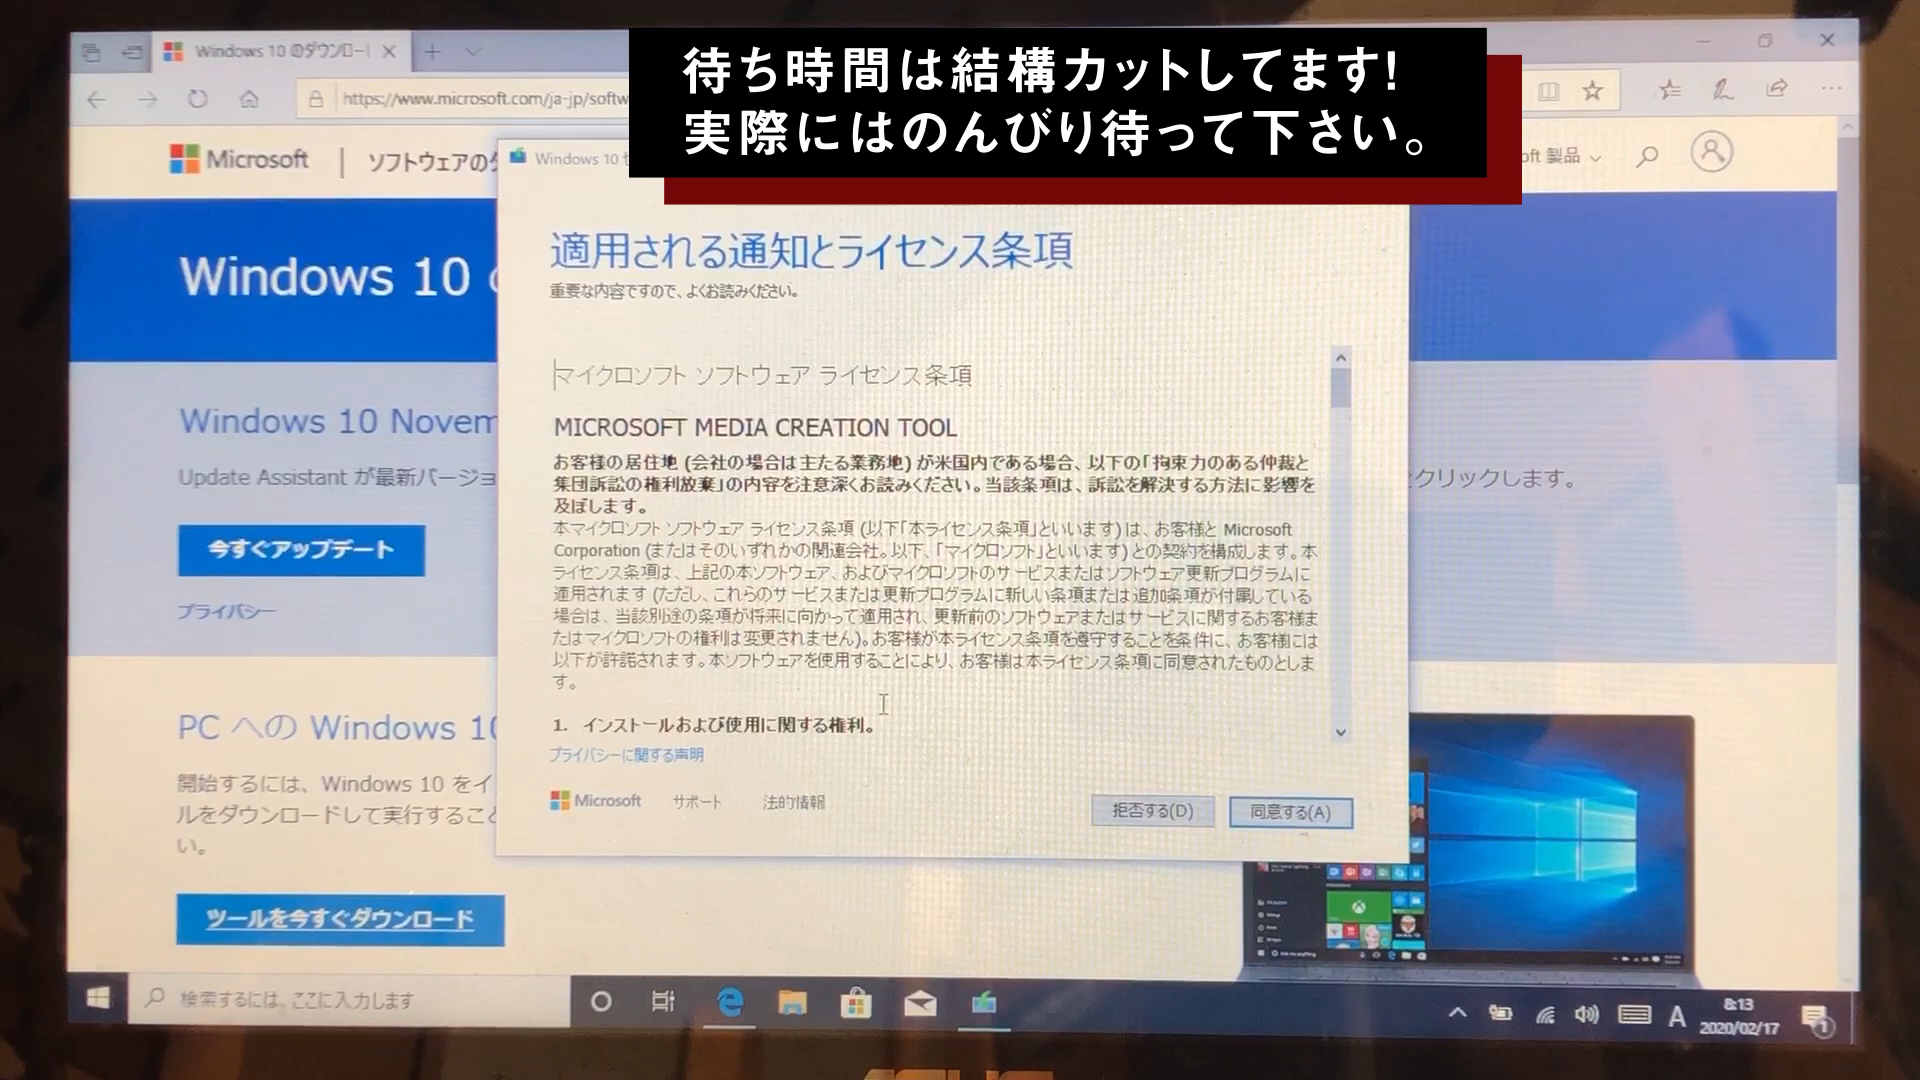 待ち時間は結構カットしてます!
実際にはのんびり待って下さい。
Windows 10 のダウンロード
https://www.microsoft.com/ja-jp/softw
Microsoft
ソフトウェアの
Windows 10
oft 製品
Windows 10
適用される通知とライセンス条項
重要な内容ですので、よくお読みください。
マイクロソフト ソフトウェア ライセンス条項
MICROSOFT MEDIA CREATION TOOL
お客様の居住地 (会社の場合は主たる業務地) が米国内である場合、以下の「拘束力のある仲裁と
集団訴訟の権利放棄」の内容を注意深くお読みください。当該条項は、訴訟を解決する方法に影響を
及ぼします。
本マイクロソフト ソフトウェア ライセンス条項 (以下「本ライセンス条項」といいます) は、お客様と Microsoft
Corporation (またはそのいずれかの関連会社。以下、「マイクロソフト」といいます) との契約を構成します。本
ライセンス条項は、上記の本ソフトウェア、およびマイクロソフトのサービスまたはソフトウェア更新プログラムに
適用されます (ただし、これらのサービスまたは更新プログラムに新しい条項または追加条項が付属している
場合は、当該別途の条項が将来に向かって適用され、更新前のソフトウェアまたはサービスに関するお客様ま
たはマイクロソフトの権利は変更されません)。お客様が本ライセンス条項を遵守することを条件に、お客様には
以下が許諾されます。本ソフトウェアを使用することにより、お客様は本ライセンス条項に同意されたものとしま
す。
1. インストールおよび使用に関する権利。
プライバシーに関する声明
Microsoft サポート 法的情報
拒否する(D) 同意する(A)
Windows 10 Novem
Update Assistant が最新バージョ
とクリックします。
今すぐアップデート
プライバシー
PC への Windows 10
開始するには、Windows 10 をイ
ルをダウンロードして実行すること
い。
ツールを今すぐダウンロード
検索するには、ここに入力します
A
8:13
2020/02/17
1